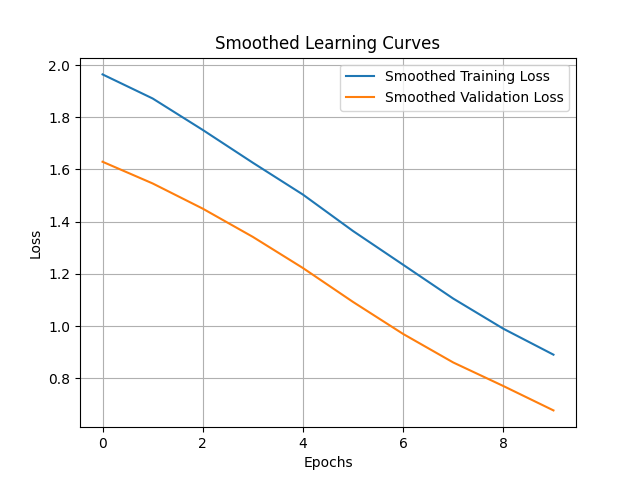 Smoothed Learning Curves
Smoothed Training Loss
Smoothed Validation Loss
Loss
2.0
1.8
1.6
1.4
1.2
1.0
0.8
0 2 4 6 8
Epochs